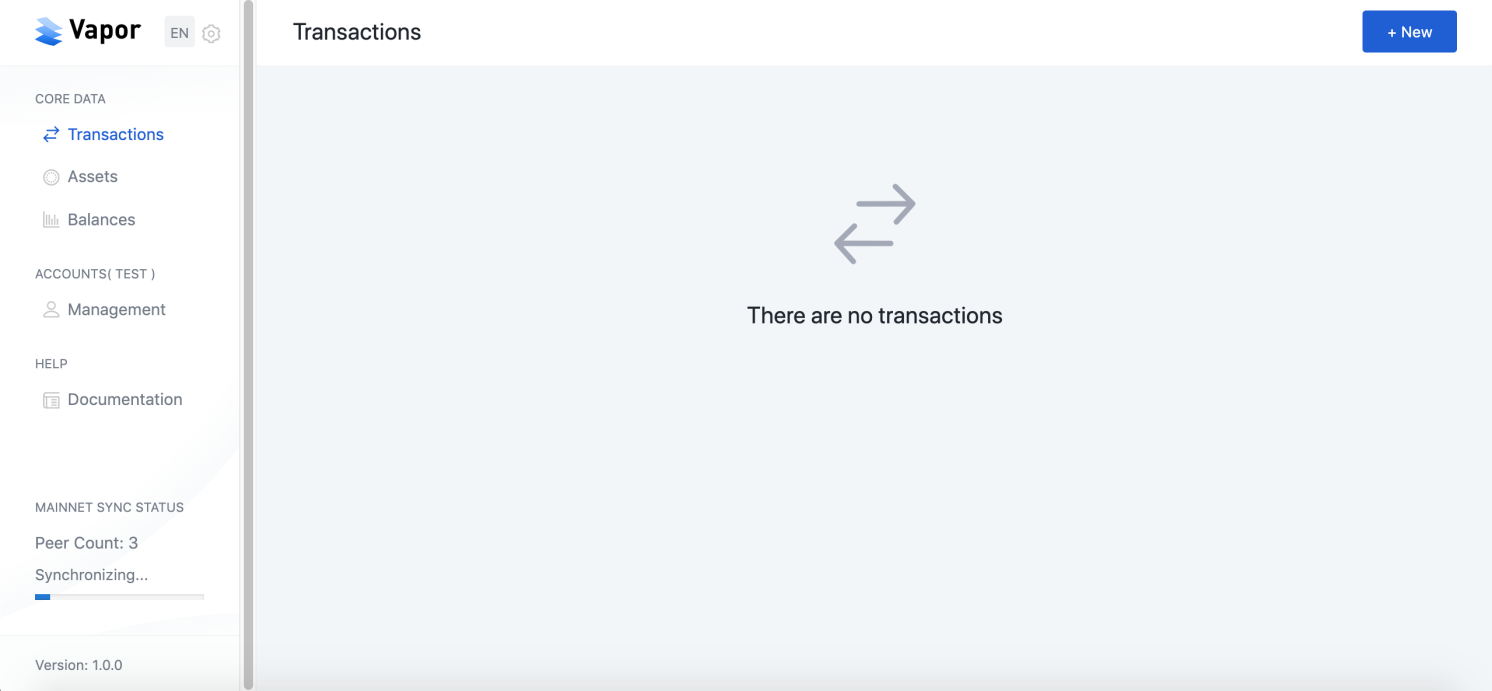 Vapor
EN
Transactions
+ New
CORE DATA
Transactions
Assets
Balances
ACCOUNTS( TEST )
Management
HELP
Documentation
There are no transactions
MAINNET SYNC STATUS
Peer Count: 3
Synchronizing...
Version: 1.0.0